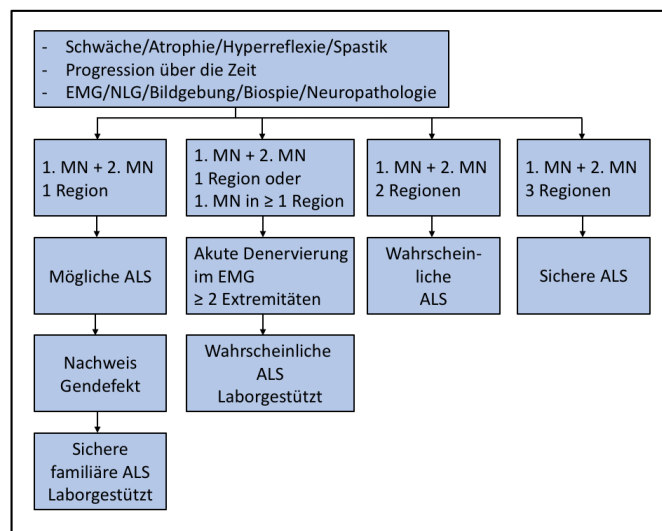 - Schwäche/Atrophie/Hyperreflexie/Spastik
- Progression über die Zeit
- EMG/NLG/Bildgebung/Biospie/Neuropathologie
1. MN + 2. MN
1 Region
1. MN + 2. MN
1 Region oder
1. MN in ≥ 1 Region
1. MN + 2. MN
2 Regionen
1. MN + 2. MN
3 Regionen
Mögliche ALS
Akute Denervierung
im EMG
≥ 2 Extremitäten
Wahrschein-
liche
ALS
Sichere ALS
Nachweis
Gendefekt
Wahrscheinliche
ALS
Laborgestützt
Sichere
familiäre ALS
Laborgestützt